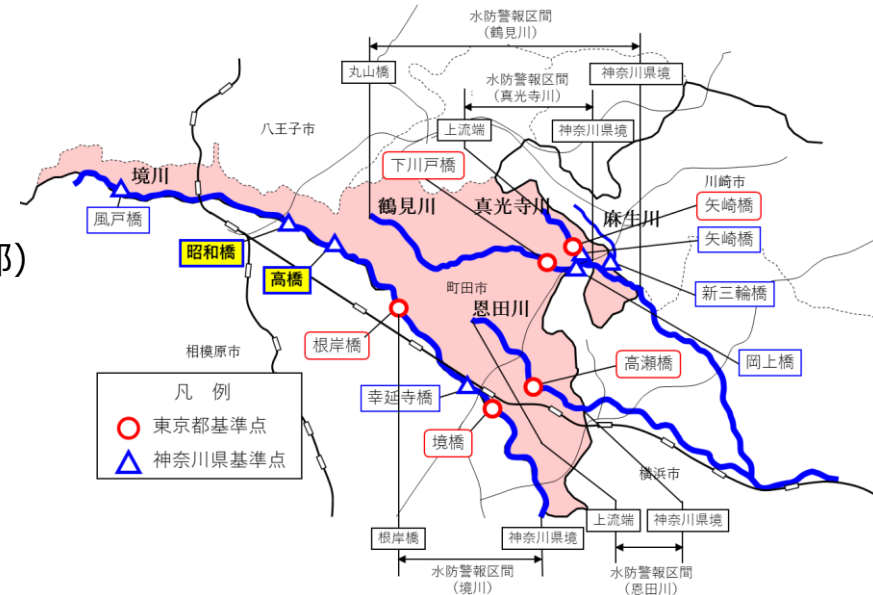 水防警報区間
（鶴見川）
丸山橋
水防警報区間
（真光寺川）
神奈川県境
上流端
神奈川県境
八王子市
下川戸橋
境川
川崎市
鶴見川
真光寺川
麻生川
矢崎橋
風戸橋
矢崎橋
昭和橋
部)
高橋
町田市
新三輪橋
恩田川
根岸橋
相模原市
高瀬橋
岡上橋
凡　例
東京都基準点
神奈川県基準点
幸延寺橋
境橋
横浜市
根岸橋
神奈川県境
上流端
神奈川県境
水防警報区間
（境川）
水防警報区間
（恩田川）